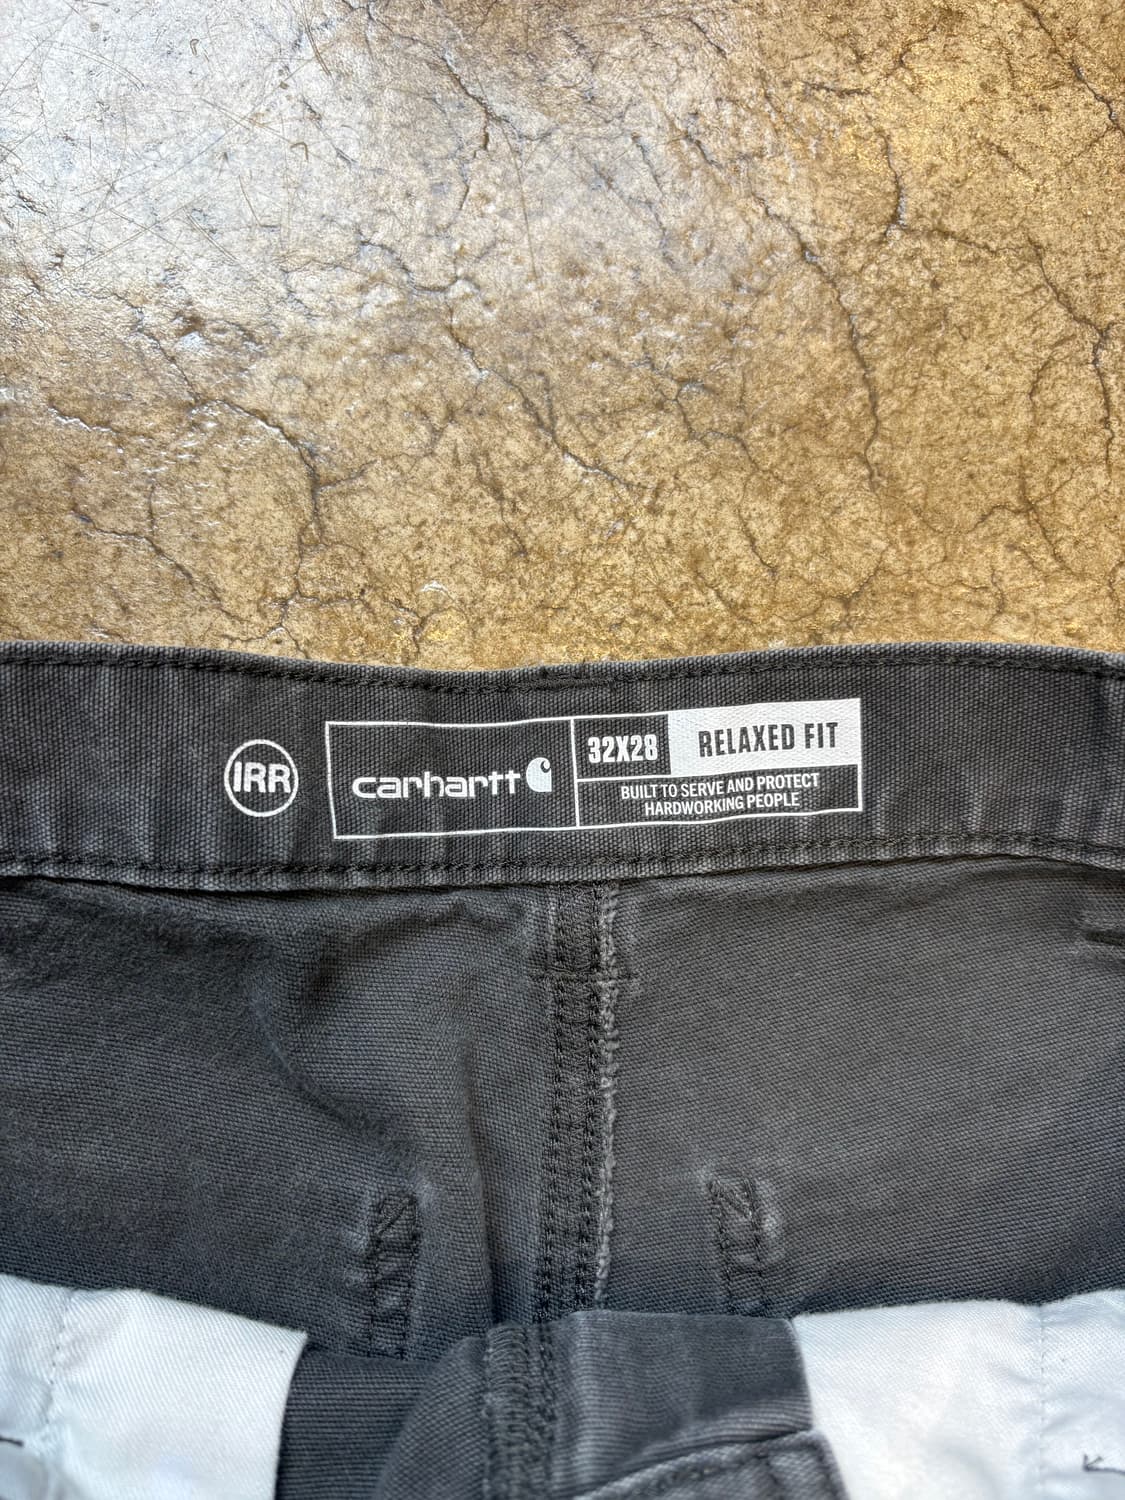 IRR
carhartt
32X28
RELAXED FIT
BUILT TO SERVE AND PROTECT
HARDWORKING PEOPLE